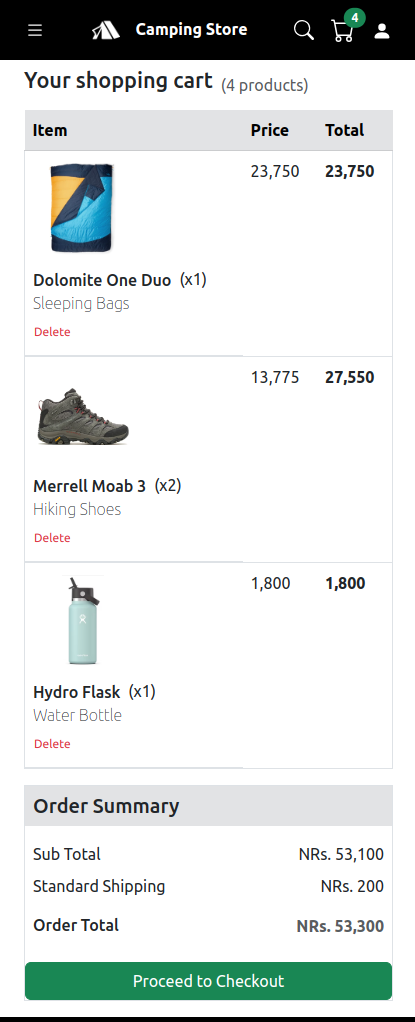 Camping Store 4
Your shopping cart (4 products)
Item Price Total
23,750 23,750
Dolomite One Duo (x1)
Sleeping Bags
Delete
13,775 27,550
Merrell Moab 3 (x2)
Hiking Shoes
Delete
1,800 1,800
Hydro Flask (x1)
Water Bottle
Delete
Order Summary
Sub Total NRs. 53,100
Standard Shipping NRs. 200
Order Total NRs. 53,300
Proceed to Checkout